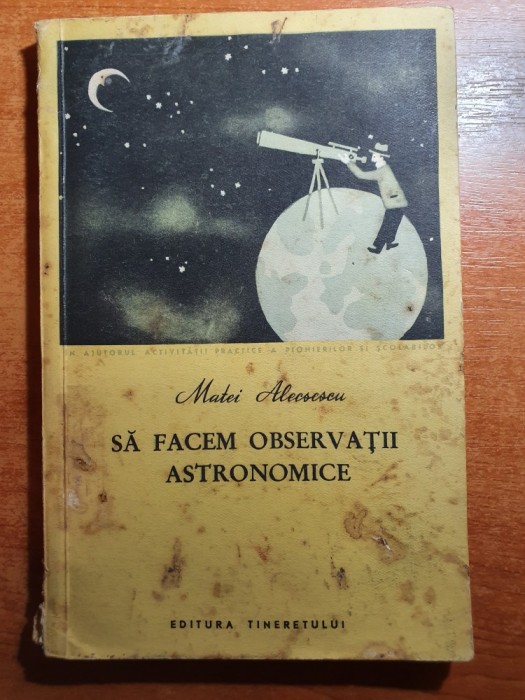 ÎN AJUTORUL ACTIVITĂȚII PRACTICE A PIONIERILOR ȘI ȘCOLARILOR
Matei Alecsescu
SĂ FACEM OBSERVAȚII
ASTRONOMICE
EDITURA TINERETULUI